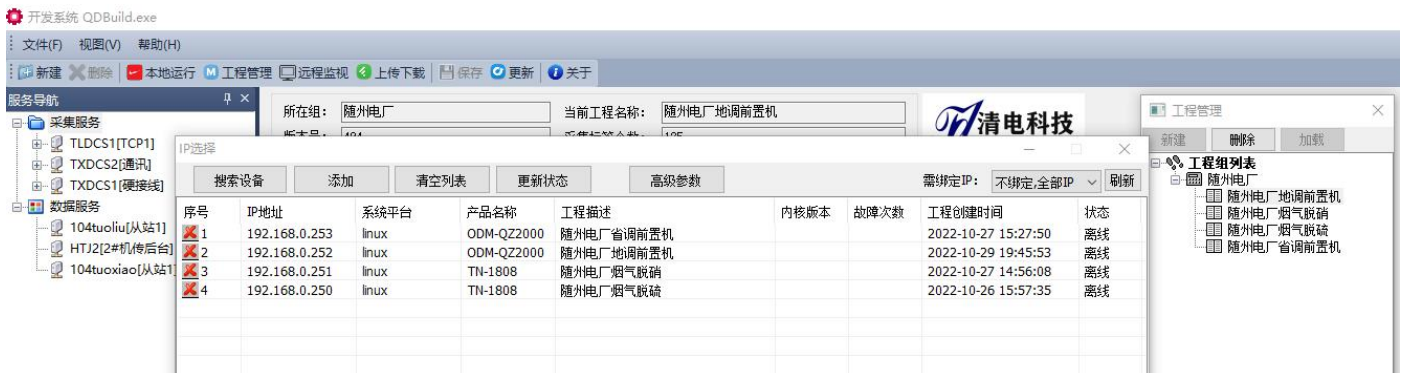 开发系统 QDBuild.exe
文件(F) 视图(V) 帮助(H)
新建 删除 本地运行 工程管理 远程监视 上传下载 保存 更新 关于
服务导航
采集服务
TLDCS1[TCP1]
TXDCS2[通讯]
TXDCS1[硬接线]
数据服务
104tuoliu[从站1]
HTJ2[2#机传后台]
104tuoxiao[从站1]
所在组: 随州电厂 当前工程名称: 随州电厂地调前置机
清电科技
IP选择
搜索设备 添加 清空列表 更新状态 高级参数 需绑定IP: 不绑定,全部IP 刷新
序号 IP地址 系统平台 产品名称 工程描述 内核版本 故障次数 工程创建时间 状态
1 192.168.0.253 linux ODM-QZ2000 随州电厂省调前置机 2022-10-27 15:27:50 离线
2 192.168.0.252 linux ODM-QZ2000 随州电厂地调前置机 2022-10-29 19:45:53 离线
3 192.168.0.251 linux TN-1808 随州电厂烟气脱硝 2022-10-27 14:56:08 离线
4 192.168.0.250 linux TN-1808 随州电厂烟气脱硫 2022-10-26 15:57:35 离线
工程管理
新建 删除 加载
工程组列表
随州电厂
随州电厂地调前置机
随州电厂烟气脱硝
随州电厂烟气脱硫
随州电厂省调前置机